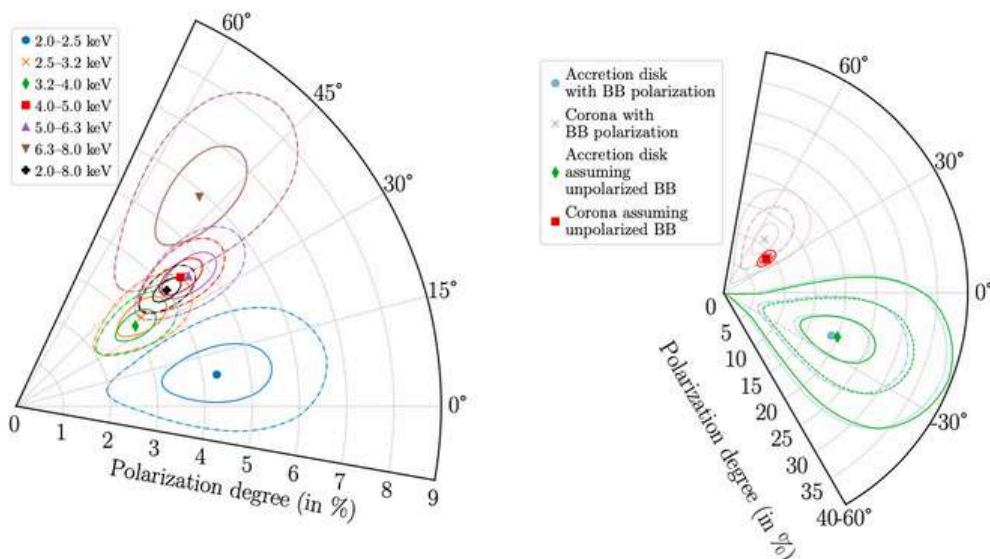 2.0–2.5 keV
2.5–3.2 keV
3.2–4.0 keV
4.0–5.0 keV
5.0–6.3 keV
6.3–8.0 keV
2.0–8.0 keV
60°
45°
30°
15°
0°
0
1
2
3
4
5
6
7
8
9
Polarization degree (in %)
Accretion disk
with BB polarization
Corona with
BB polarization
Accretion disk
assuming
unpolarized BB
Corona assuming
unpolarized BB
60°
30°
0°
-30°
-60°
0
5
10
15
20
25
30
35
40
Polarization degree (in %)